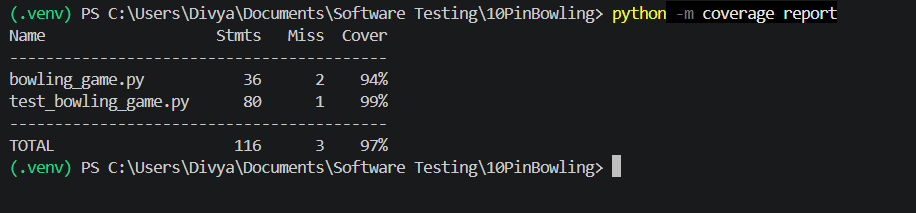 (.venv) PS C:\Users\Divya\Documents\Software Testing\10PinBowling> python -m coverage report
Name                   Stmts   Miss  Cover
------------------------------------------
bowling_game.py           36      2    94%
test_bowling_game.py      80      1    99%
------------------------------------------
TOTAL                    116      3    97%
(.venv) PS C:\Users\Divya\Documents\Software Testing\10PinBowling>